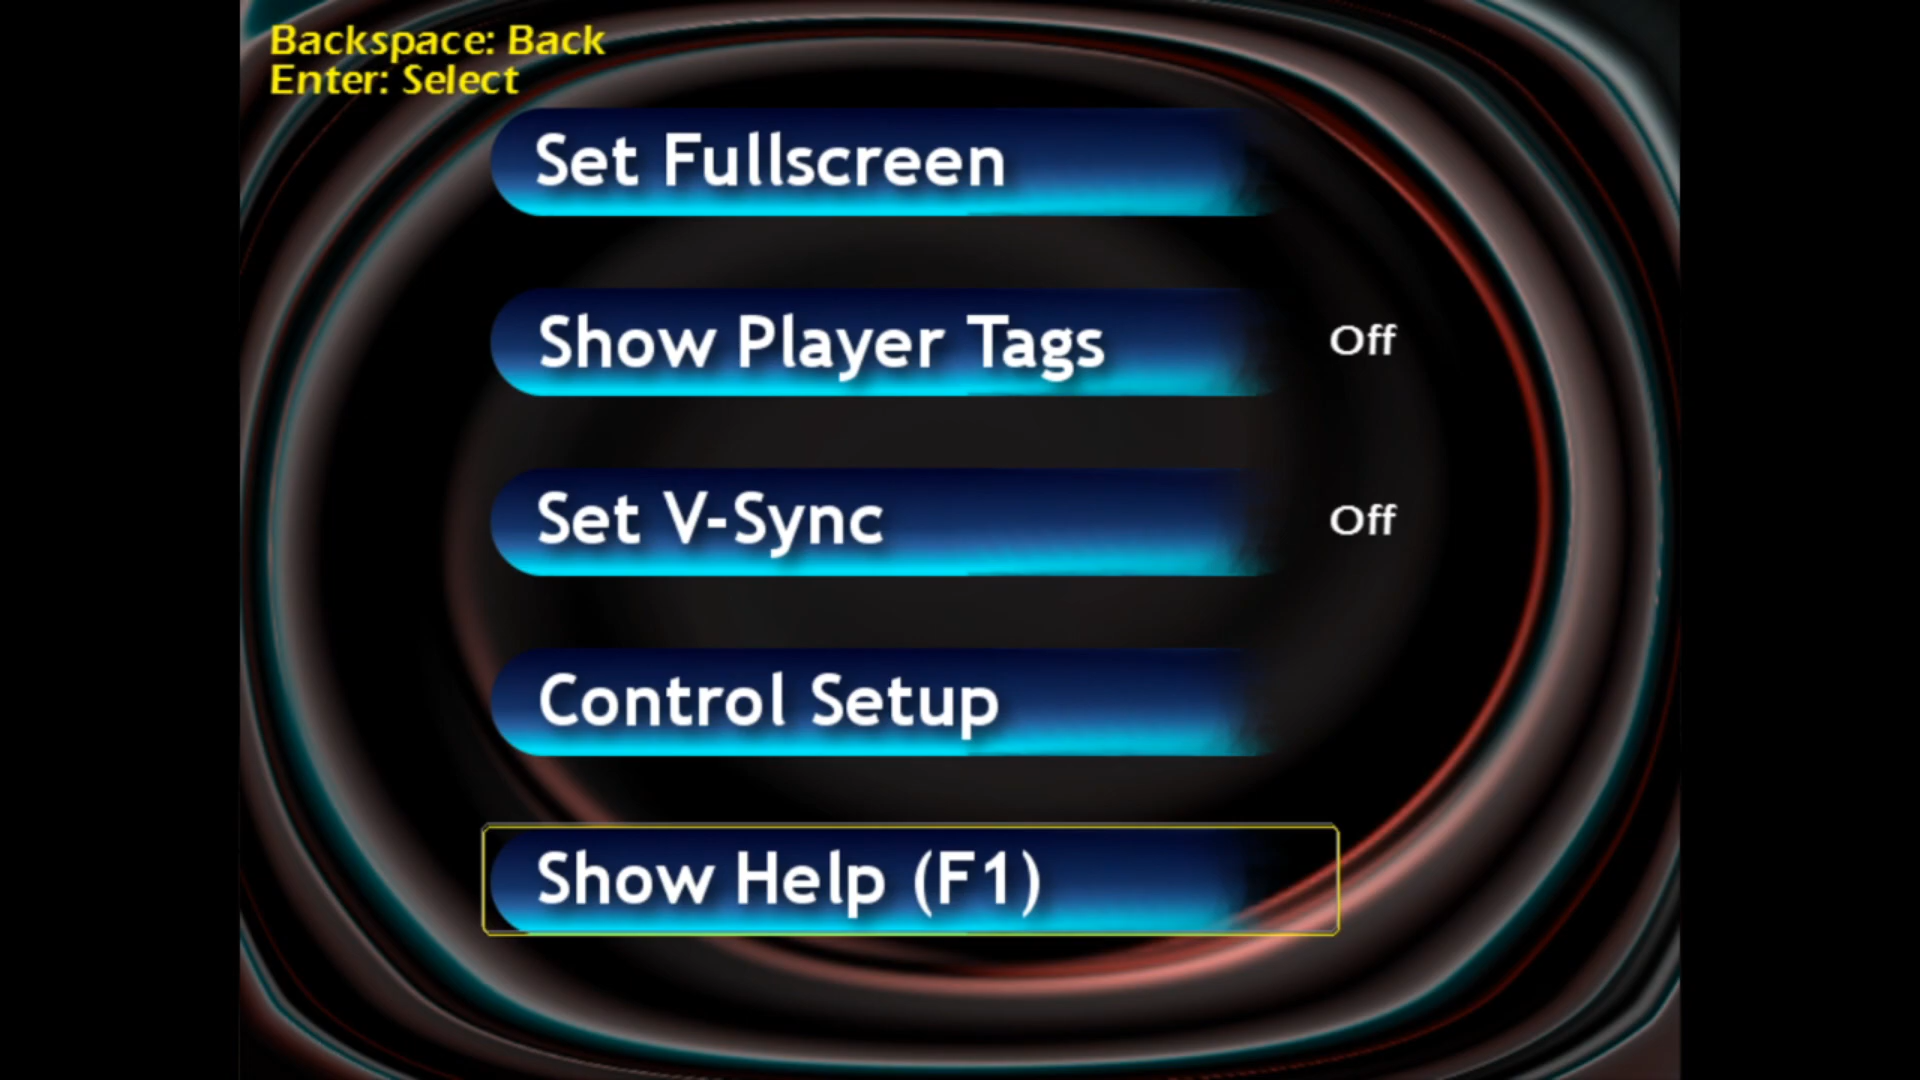 Backspace: Back
Enter: Select
Set Fullscreen
Show Player Tags Off
Set V-Sync Off
Control Setup
Show Help (F1)